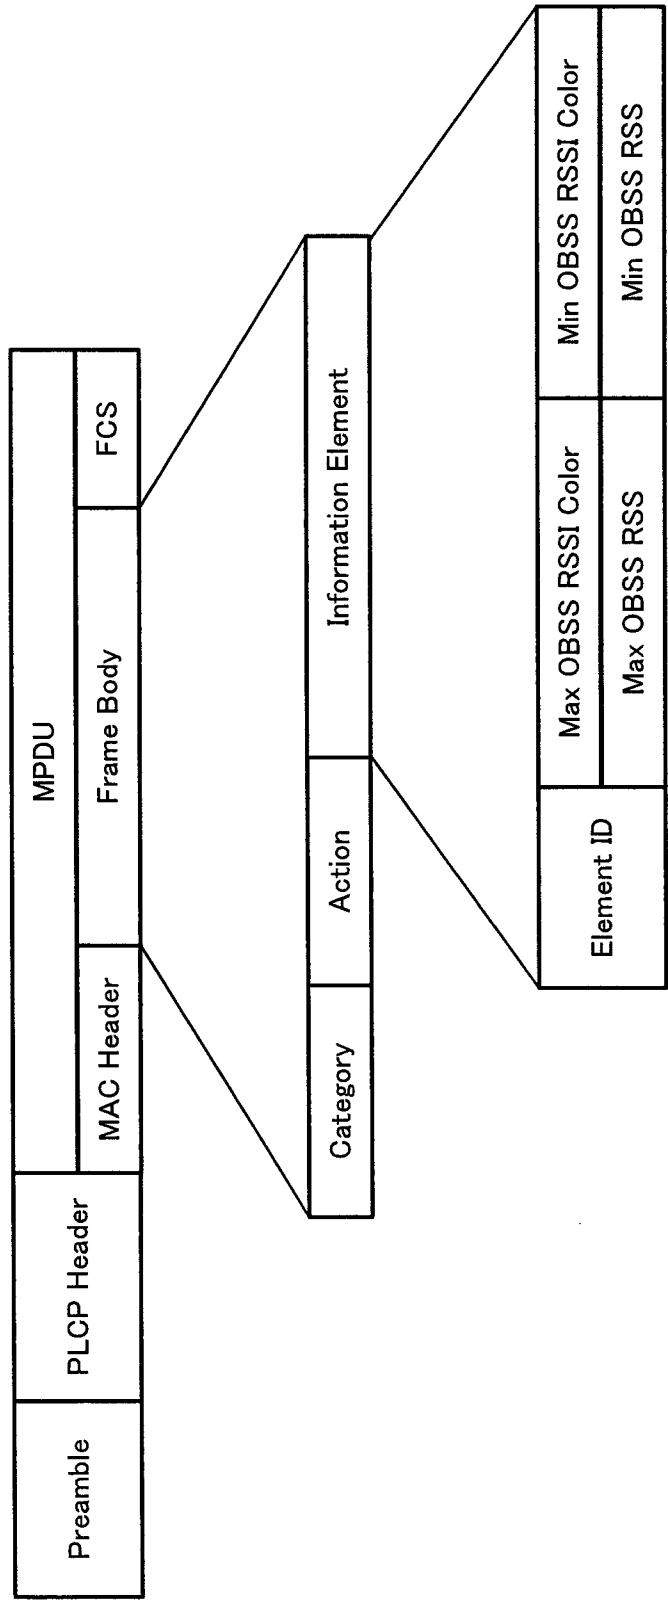 Preamble
PLCP Header
MPDU
MAC Header
Frame Body
FCS
Category
Action
Information Element
Element ID
Max OBSS RSSI Color
Min OBSS RSSI Color
Max OBSS RSS
Min OBSS RSS